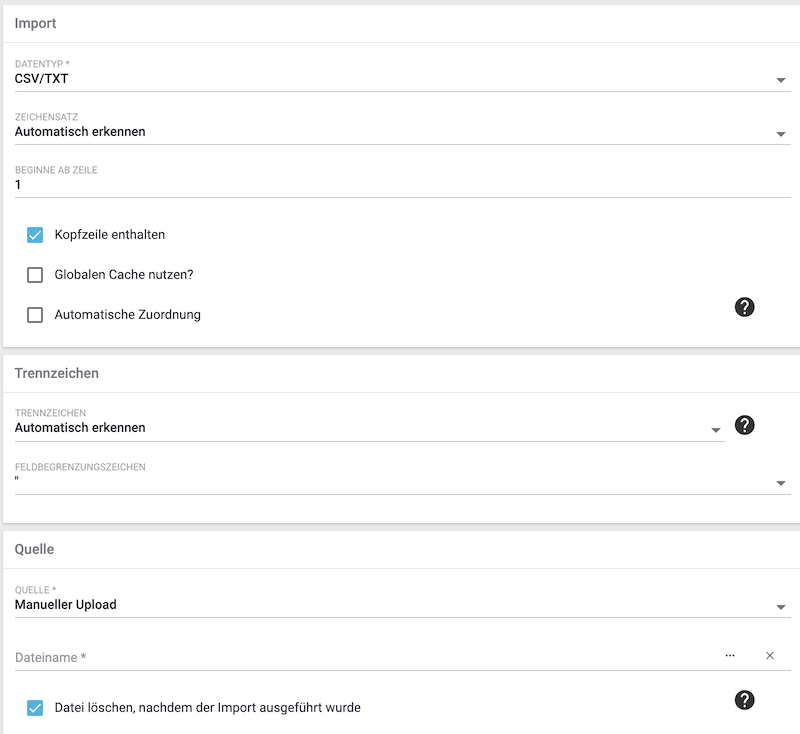 Import
DATENTYP *
CSV/TXT
ZEICHENSATZ
Automatisch erkennen
BEGINNE AB ZEILE
1
Kopfzeile enthalten
Globalen Cache nutzen?
Automatische Zuordnung
?
Trennzeichen
TRENNZEICHEN
Automatisch erkennen
?
FELDBEGRENZUNGSZEICHEN
"
Quelle
QUELLE *
Manueller Upload
Dateiname *
...
Datei löschen, nachdem der Import ausgeführt wurde
?